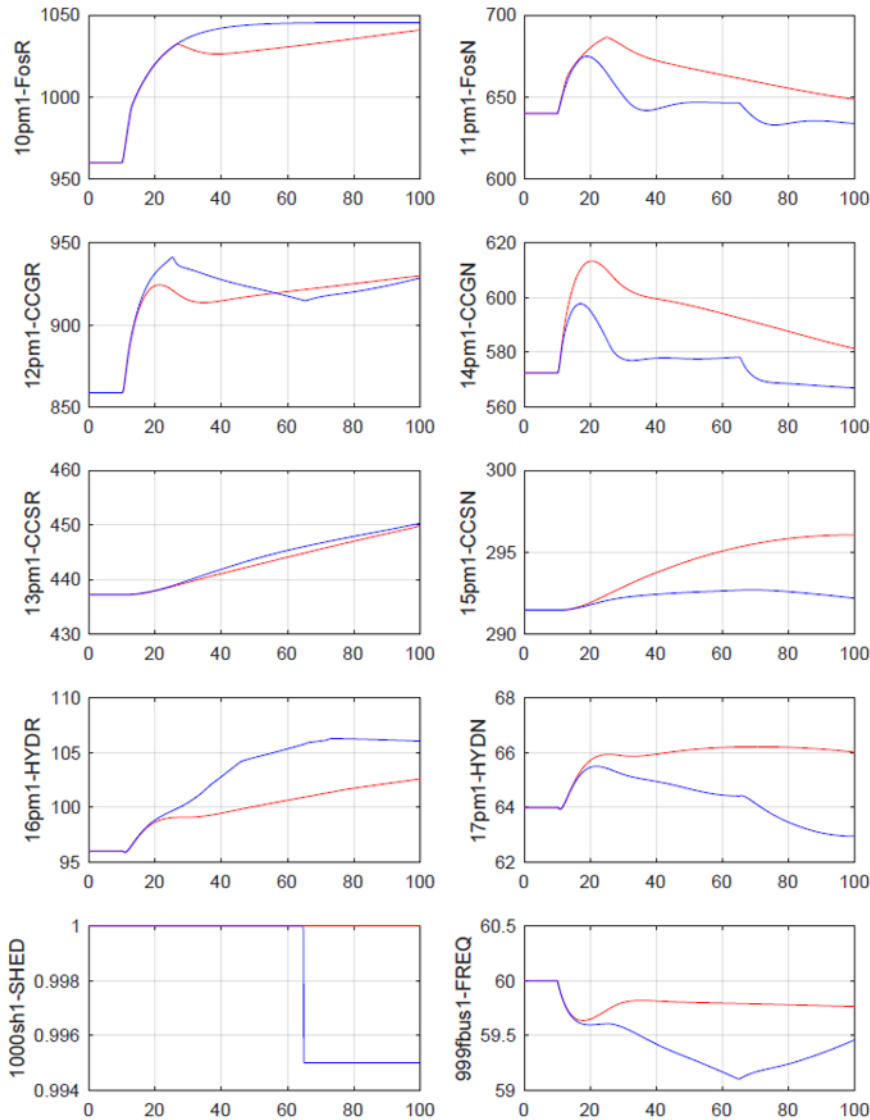 1050
1000
950
10pm1-FosR
0 20 40 60 80 100
700
660
640
600
11pm1-FosN
0 20 40 60 80 100
950
900
850
12pm1-CCGR
0 20 40 60 80 100
620
600
580
560
14pm1-CCGN
0 20 40 60 80 100
460
450
440
430
13pm1-CCSR
0 20 40 60 80 100
300
295
290
15pm1-CCSN
0 20 40 60 80 100
110
105
100
95
16pm1-HYDR
0 20 40 60 80 100
68
66
64
62
17pm1-HYDN
0 20 40 60 80 100
1
0.998
0.996
0.994
1000sh1-SHED
0 20 40 60 80 100
60.5
60
59.5
59
999fbus1-FREQ
0 20 40 60 80 100